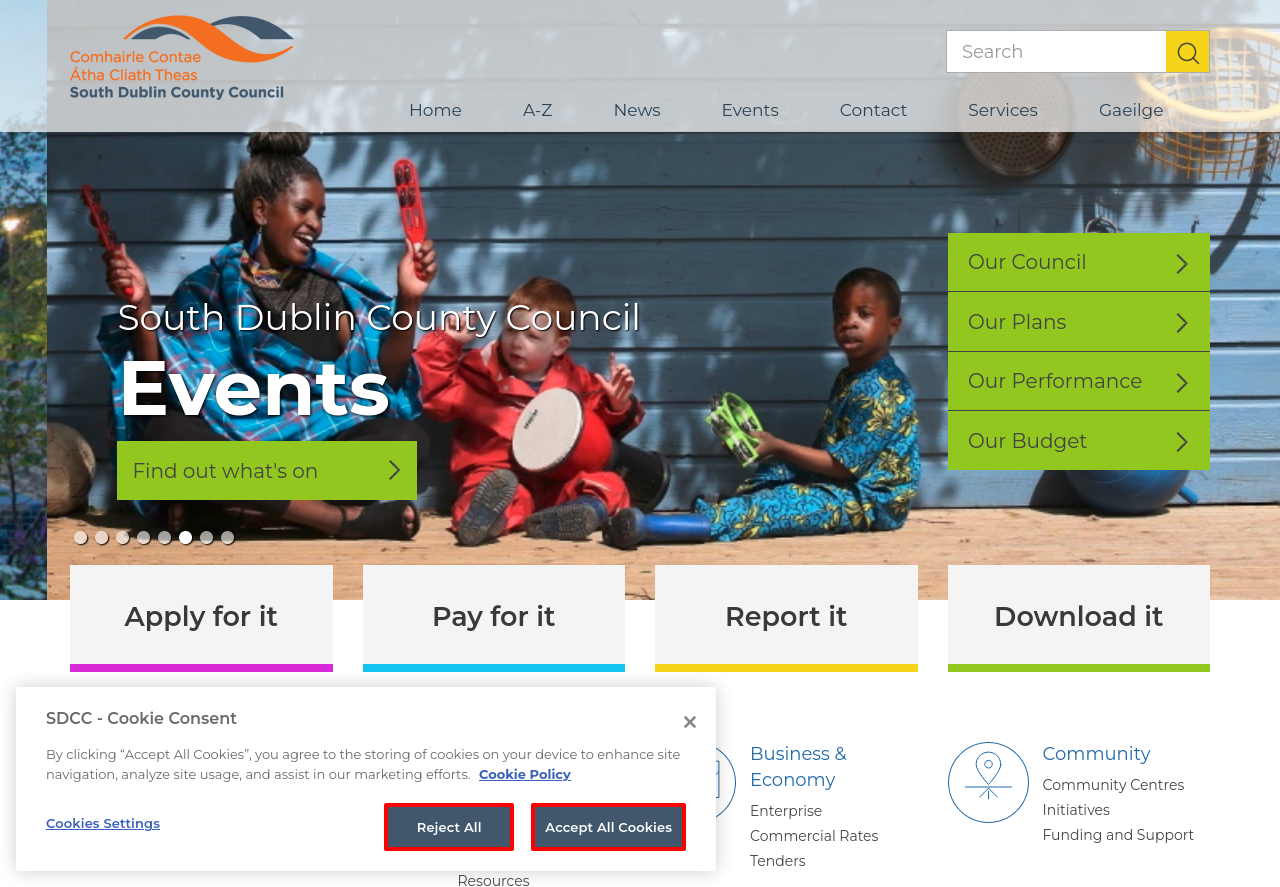 Comhairle Contae
Átha Cliath Theas
South Dublin County Council
Search
Home
A-Z
News
Events
Contact
Services
Gaeilge
Our Council
Our Plans
Our Performance
Our Budget
South Dublin County Council
Events
Find out what's on
Apply for it
Pay for it
Report it
Download it
SDCC - Cookie Consent
By clicking “Accept All Cookies”, you agree to the storing of cookies on your device to enhance site
navigation, analyze site usage, and assist in our marketing efforts. Cookie Policy
Cookies Settings
Reject All
Accept All Cookies
Resources
Business &
Economy
Enterprise
Commercial Rates
Tenders
Community
Community Centres
Initiatives
Funding and Support